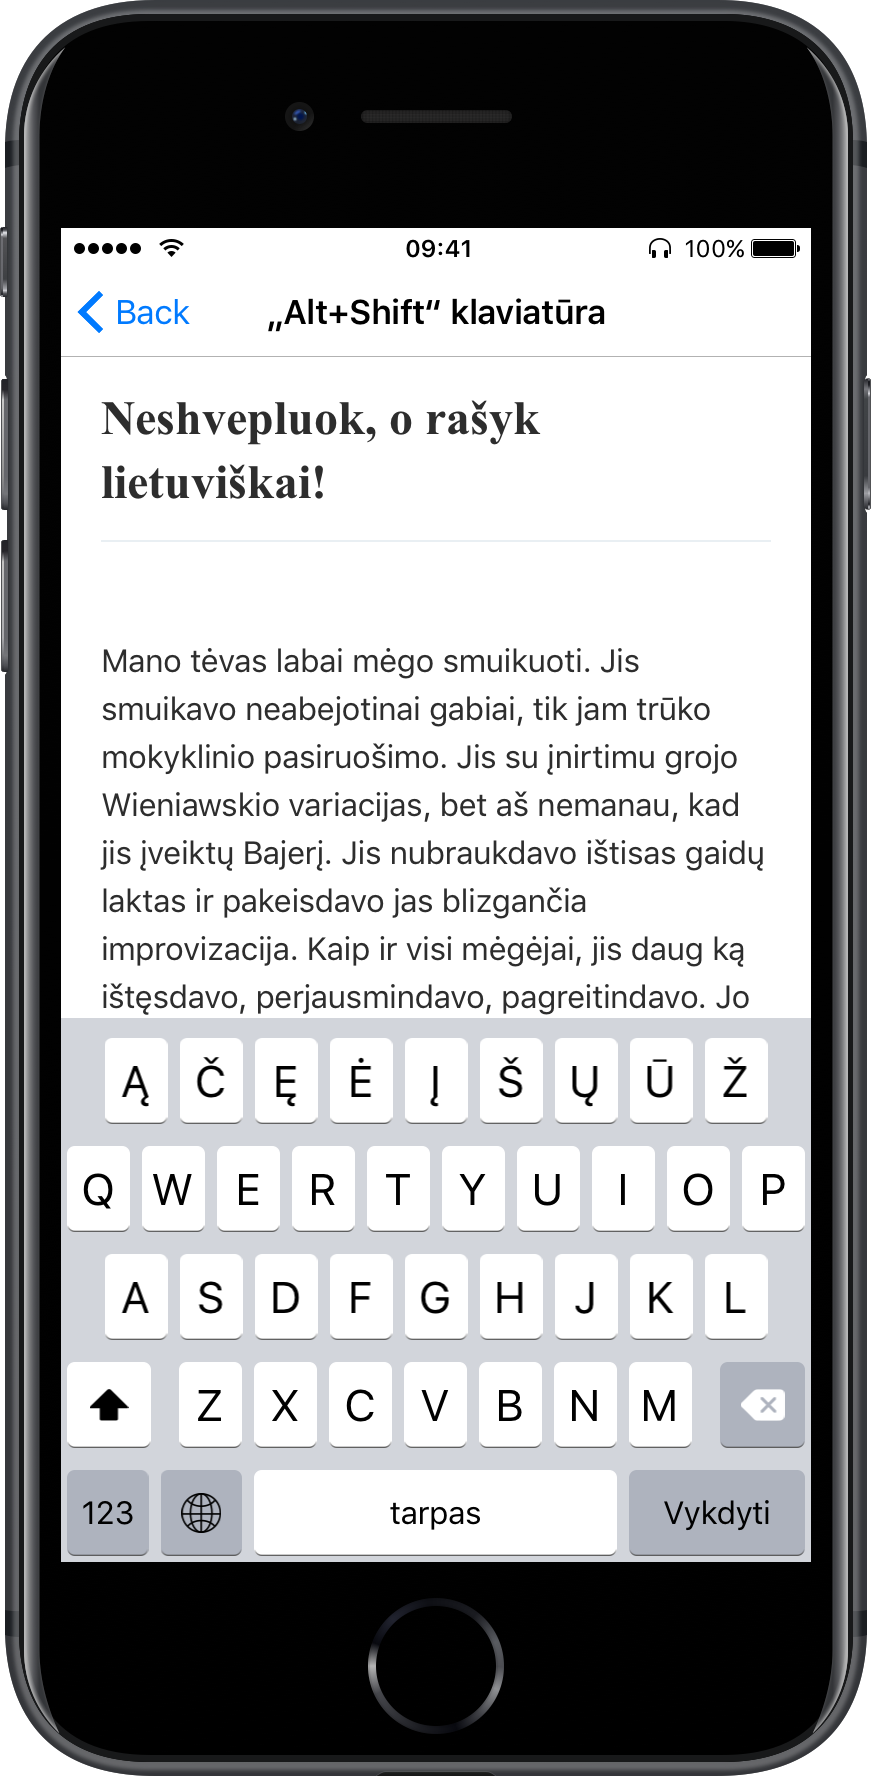 09:41
100%
Back
„Alt+Shift“ klaviatūra
Neshvepluok, o rašyk
lietuviškai!
Mano tėvas labai mėgo smuikuoti. Jis
smuikavo neabejotinai gabiai, tik jam trūko
mokyklinio pasiruošimo. Jis su įnirtimu grojo
Wieniawskio variacijas, bet aš nemanau, kad
jis įveiktų Bajerį. Jis nubraukdavo ištisas gaidų
laktas ir pakeisdavo jas blizgančia
improvizacija. Kaip ir visi mėgėjai, jis daug ką
ištęsdavo, perjausmindavo, pagreitindavo. Jo
Ą Č Ę Ė Į Š Ų Ū Ž
Q W E R T Y U I O P
A S D F G H J K L
Z X C V B N M
123 tarpas Vykdyti